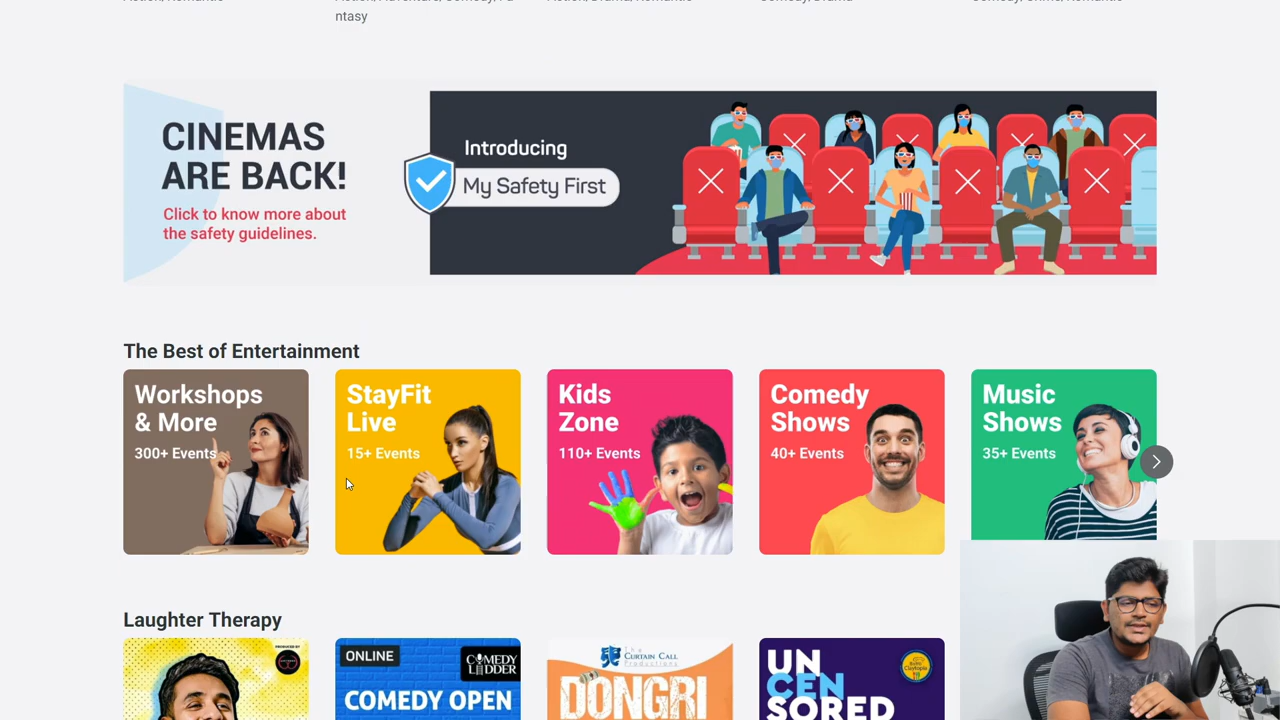 ntasy
CINEMAS
ARE BACK!
Click to know more about
the safety guidelines.
Introducing
My Safety First
The Best of Entertainment
Workshops
& More
300+ Events
StayFit
Live
15+ Events
Kids
Zone
110+ Events
Comedy
Shows
40+ Events
Music
Shows
35+ Events
Laughter Therapy
ONLINE
COMEDY
COMEDY OPEN
The
CURTAIN CALL
Productions
DONGRI
UN
CEN
SORED